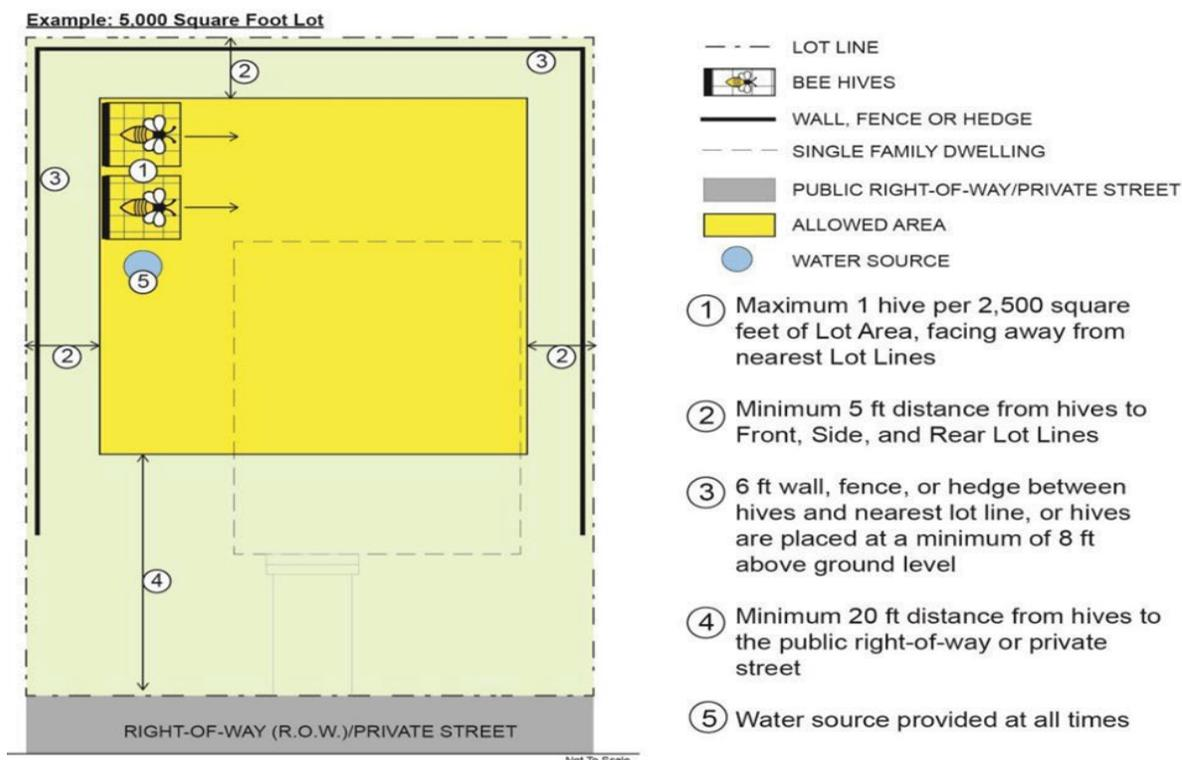 Example: 5,000 Square Foot Lot
2
3
1
3
5
2
2
4
RIGHT-OF-WAY (R.O.W.)/PRIVATE STREET
Not To Scale
LOT LINE
BEE HIVES
WALL, FENCE OR HEDGE
SINGLE FAMILY DWELLING
PUBLIC RIGHT-OF-WAY/PRIVATE STREET
ALLOWED AREA
WATER SOURCE
1 Maximum 1 hive per 2,500 square
feet of Lot Area, facing away from
nearest Lot Lines
2 Minimum 5 ft distance from hives to
Front, Side, and Rear Lot Lines
3 6 ft wall, fence, or hedge between
hives and nearest lot line, or hives
are placed at a minimum of 8 ft
above ground level
4 Minimum 20 ft distance from hives to
the public right-of-way or private
street
5 Water source provided at all times